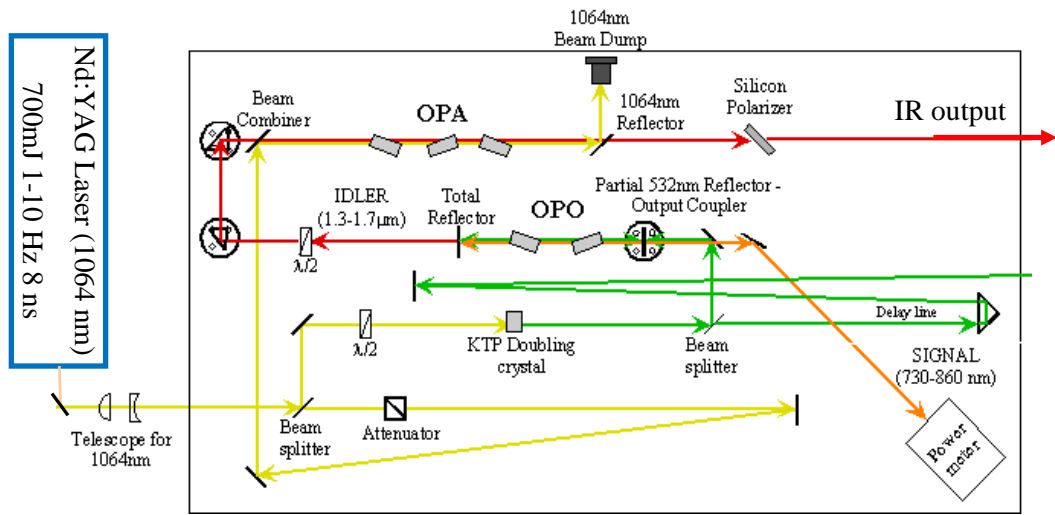 Nd:YAG Laser (1064 nm)
700mJ 1-10 Hz 8 ns
1064nm
Beam Dump
Beam
Combiner
OPA
1064nm
Reflector
Silicon
Polarizer
IR output
IDLER
(1.3-1.7μm)
Total
Reflector
OPO
Partial 532nm Reflector -
Output Coupler
λ/2
λ/2
KTP Doubling
crystal
Beam
splitter
Delay line
SIGNAL
(730-860 nm)
Telescope for
1064nm
Beam
splitter
Attenuator
Power
meter